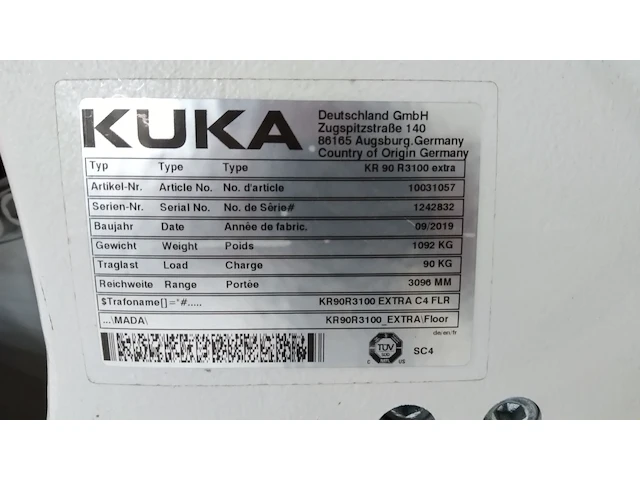 KUKA
Deutschland GmbH
Zugspitzstraße 140
86165 Augsburg.Germany
Country of Origin Germany
Typ Type Type KR 90 R3100 extra
Artikel-Nr. Article No. No. d'article 10031057
Serien-Nr. Serial No. No. de Série# 1242832
Baujahr Date Année de fabric. 09/2019
Gewicht Weight Poids 1092 KG
Traglast Load Charge 90 KG
Reichweite Range Portée 3096 MM
$Trafoname[]="#..... KR90R3100 EXTRA C4 FLR
...\MADA\ KR90R3100_EXTRA\Floor
de/en/fr
TÜV
C US
SC4